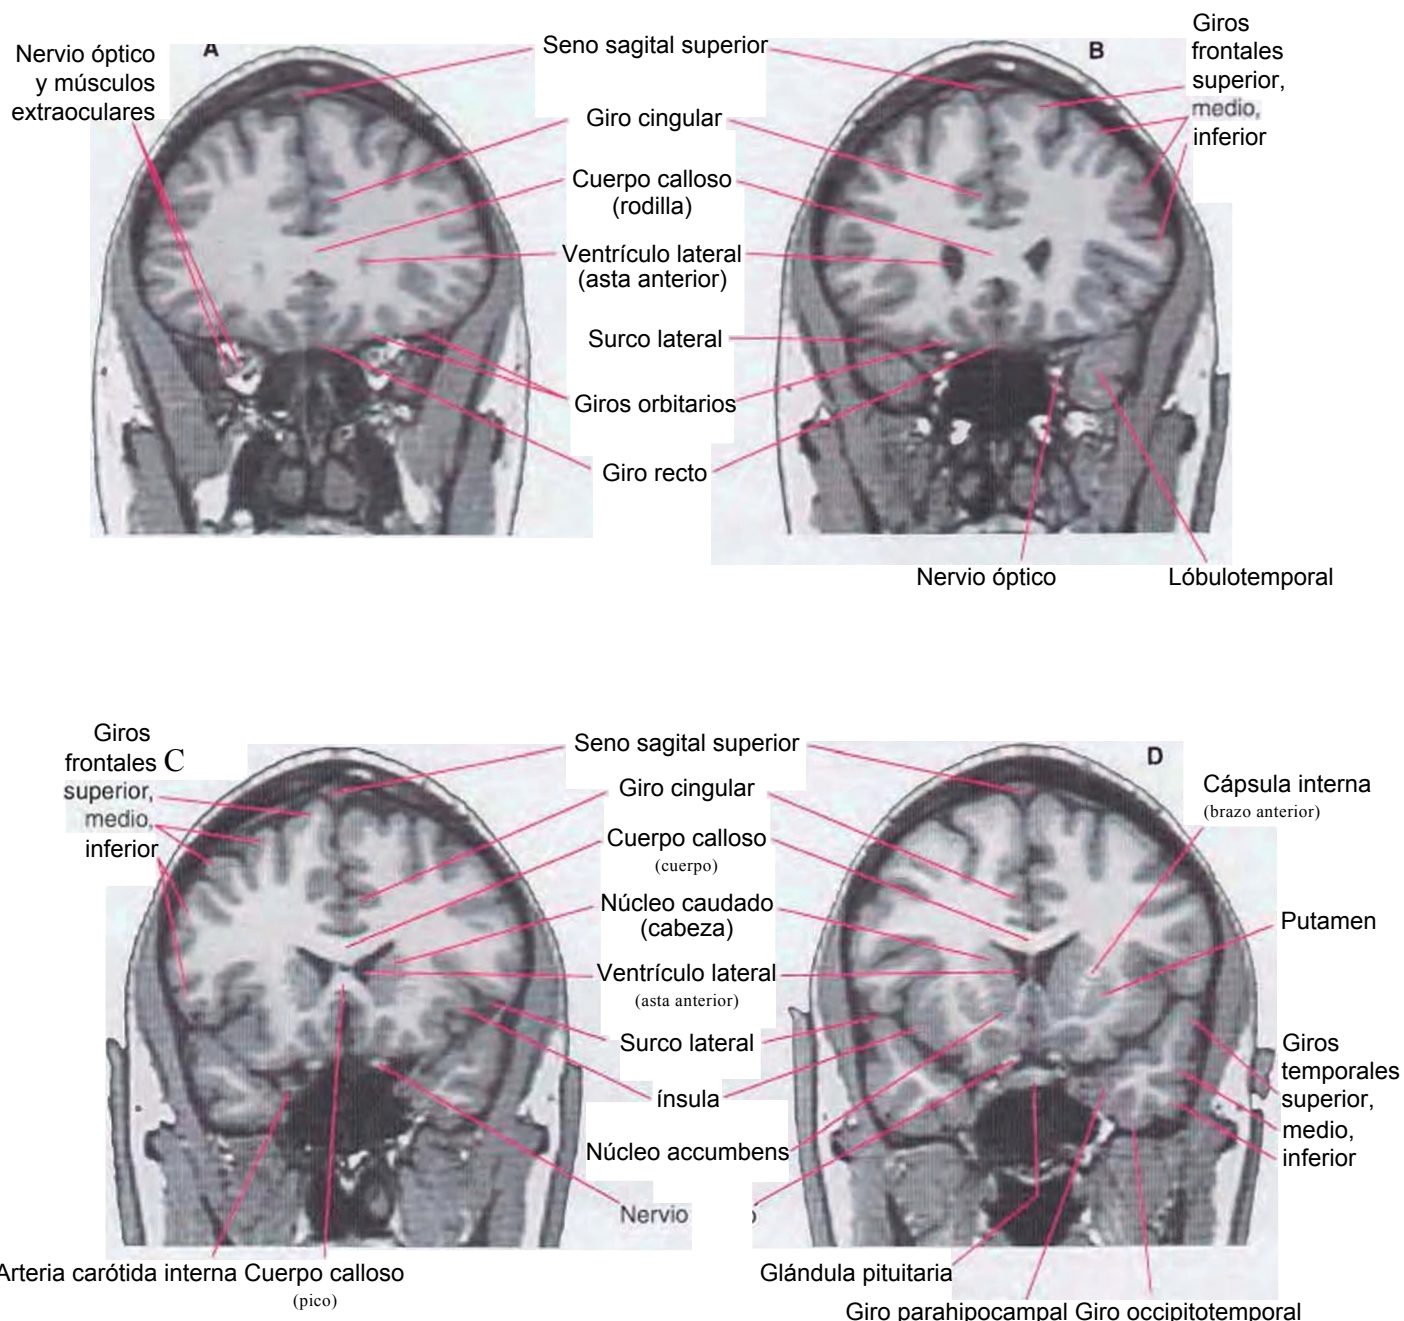 Nervio óptico
y músculos
extraoculares
A
Seno sagital superior
Giro cingular
Cuerpo calloso
(rodilla)
Ventrículo lateral
(asta anterior)
Surco lateral
Giros orbitarios
Giro recto
B
Giros
frontales
superior,
medio,
inferior
Nervio óptico
Lóbulotemporal
Giros
frontales C
superior,
medio,
inferior
Seno sagital superior
Giro cingular
Cuerpo calloso
(cuerpo)
Núcleo caudado
(cabeza)
Ventrículo lateral
(asta anterior)
Surco lateral
ínsula
Núcleo accumbens
Nervio
D
Cápsula interna
(brazo anterior)
Putamen
Giros
temporales
superior,
medio,
inferior
Arteria carótida interna Cuerpo calloso
(pico)
Glándula pituitaria
Giro parahipocampal Giro occipitotemporal